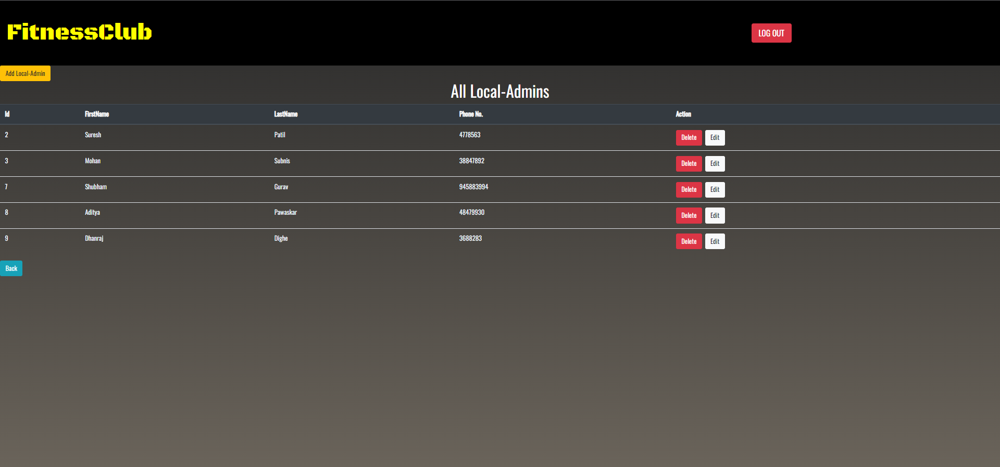 FitnessClub LOG OUT
Add Local-Admin
All Local-Admins
Id FirstName LastName Phone No. Action
2 Suresh Patil 4778563 Delete Edit
3 Mohan Subnis 38847892 Delete Edit
7 Shubham Gurav 945883994 Delete Edit
8 Aditya Pawaskar 48479930 Delete Edit
9 Dhanraj Dighe 3688283 Delete Edit
Back